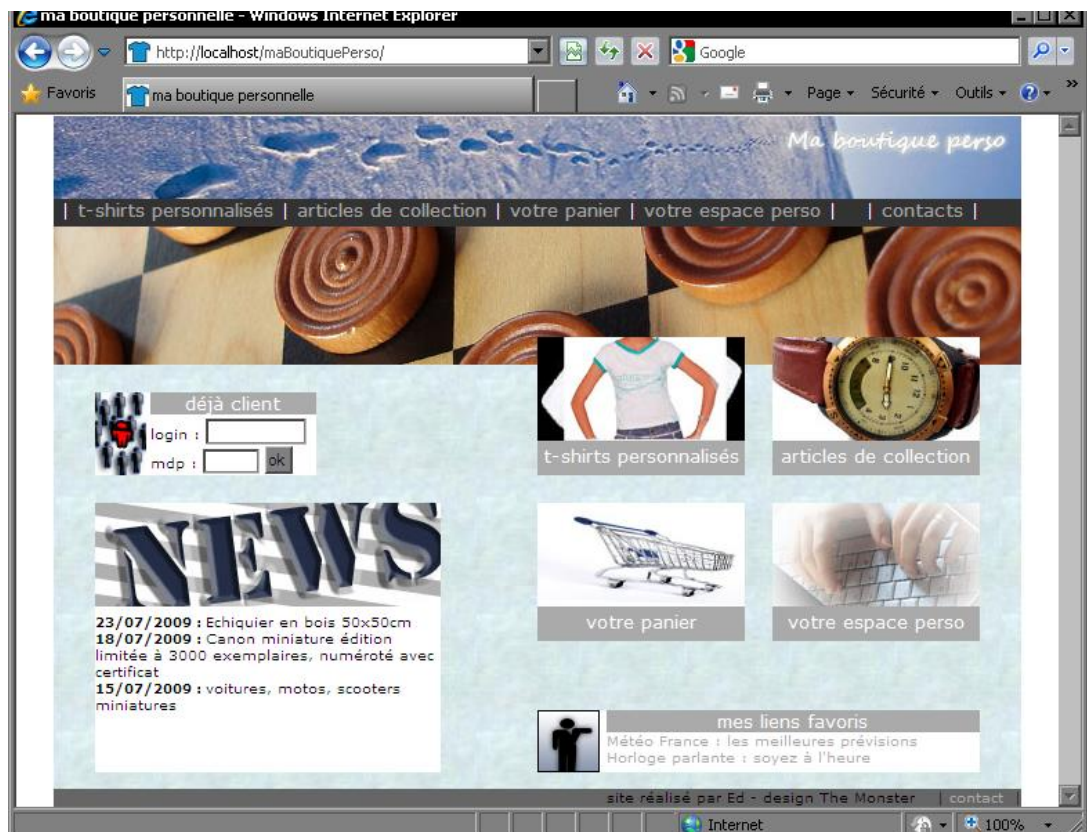 ma boutique personnelle - Windows Internet Explorer
http://localhost/maBoutiquePerso/
Google
Favoris
ma boutique personnelle
Page
Sécurité
Outils
Ma boutique perso
| t-shirts personnalisés | articles de collection | votre panier | votre espace perso | | contacts |
déjà client
login :
mdp :
ok
t-shirts personnalisés
articles de collection
NEWS
23/07/2009 : Echiquier en bois 50x50cm
18/07/2009 : Canon miniature édition
limitée à 3000 exemplaires, numéroté avec
certificat
15/07/2009 : voitures, motos, scooters
miniatures
votre panier
votre espace perso
mes liens favoris
Météo France : les meilleures prévisions
Horloge parlante : soyez à l'heure
site réalisé par Ed - design The Monster | contact |
Internet
100%